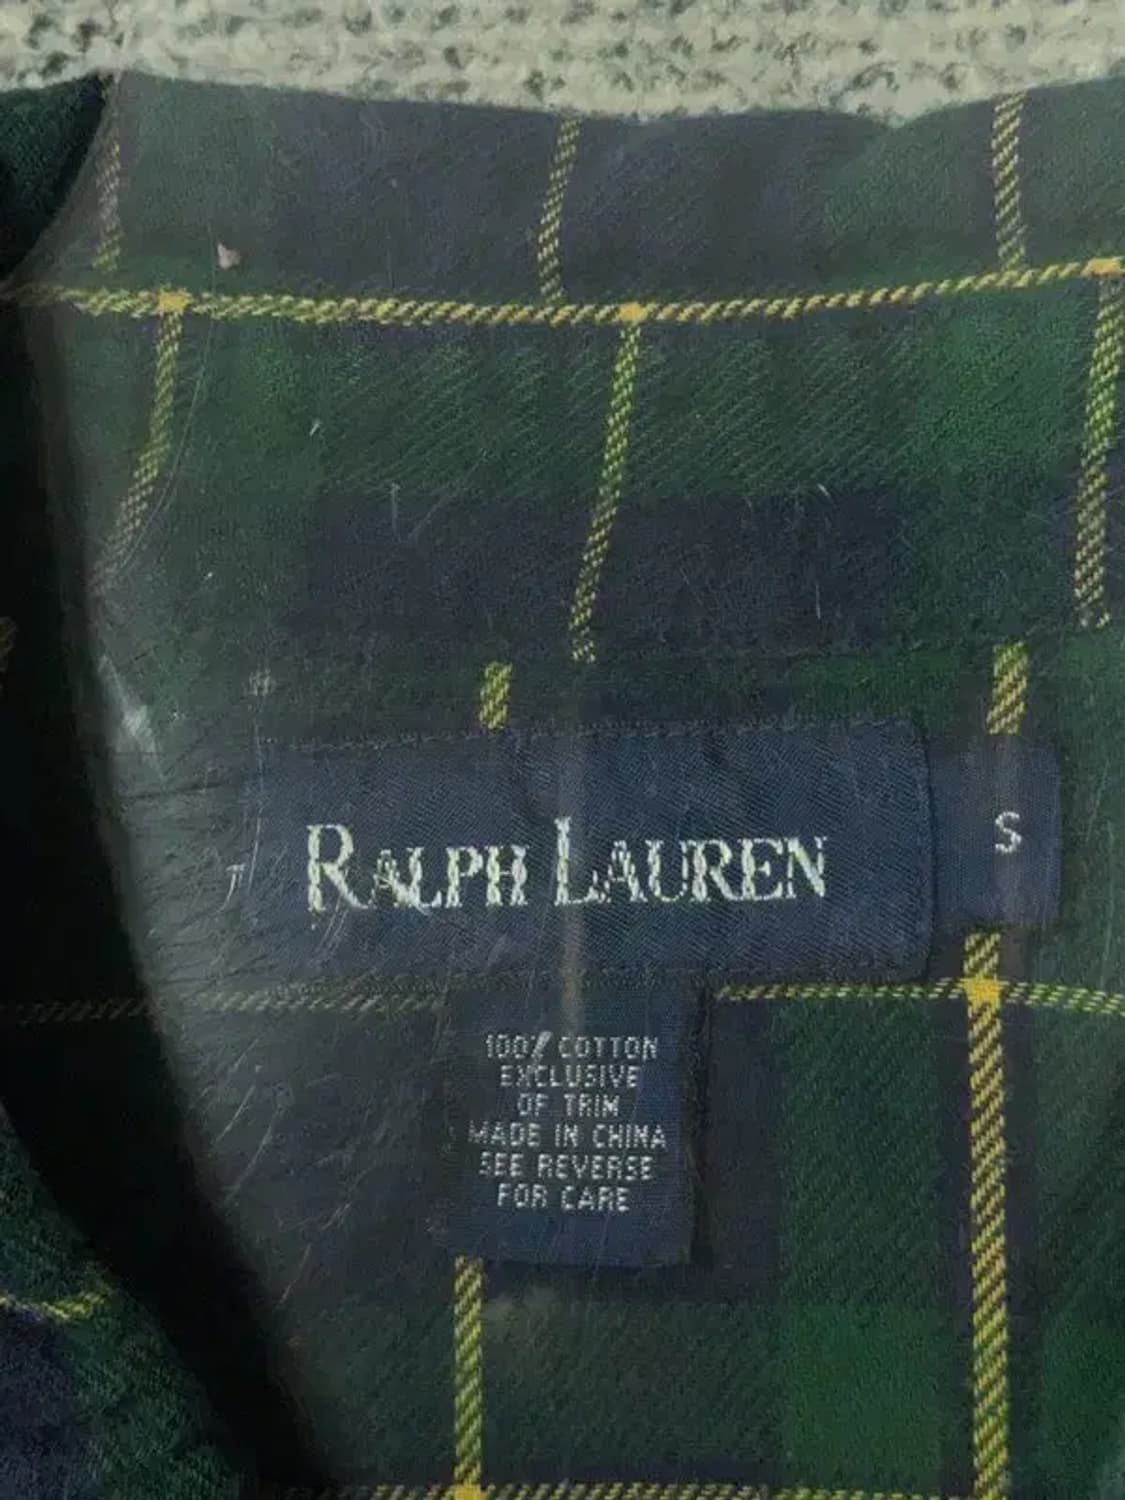 RALPH LAUREN
S
100% COTTON
EXCLUSIVE
OF TRIM
MADE IN CHINA
SEE REVERSE
FOR CARE